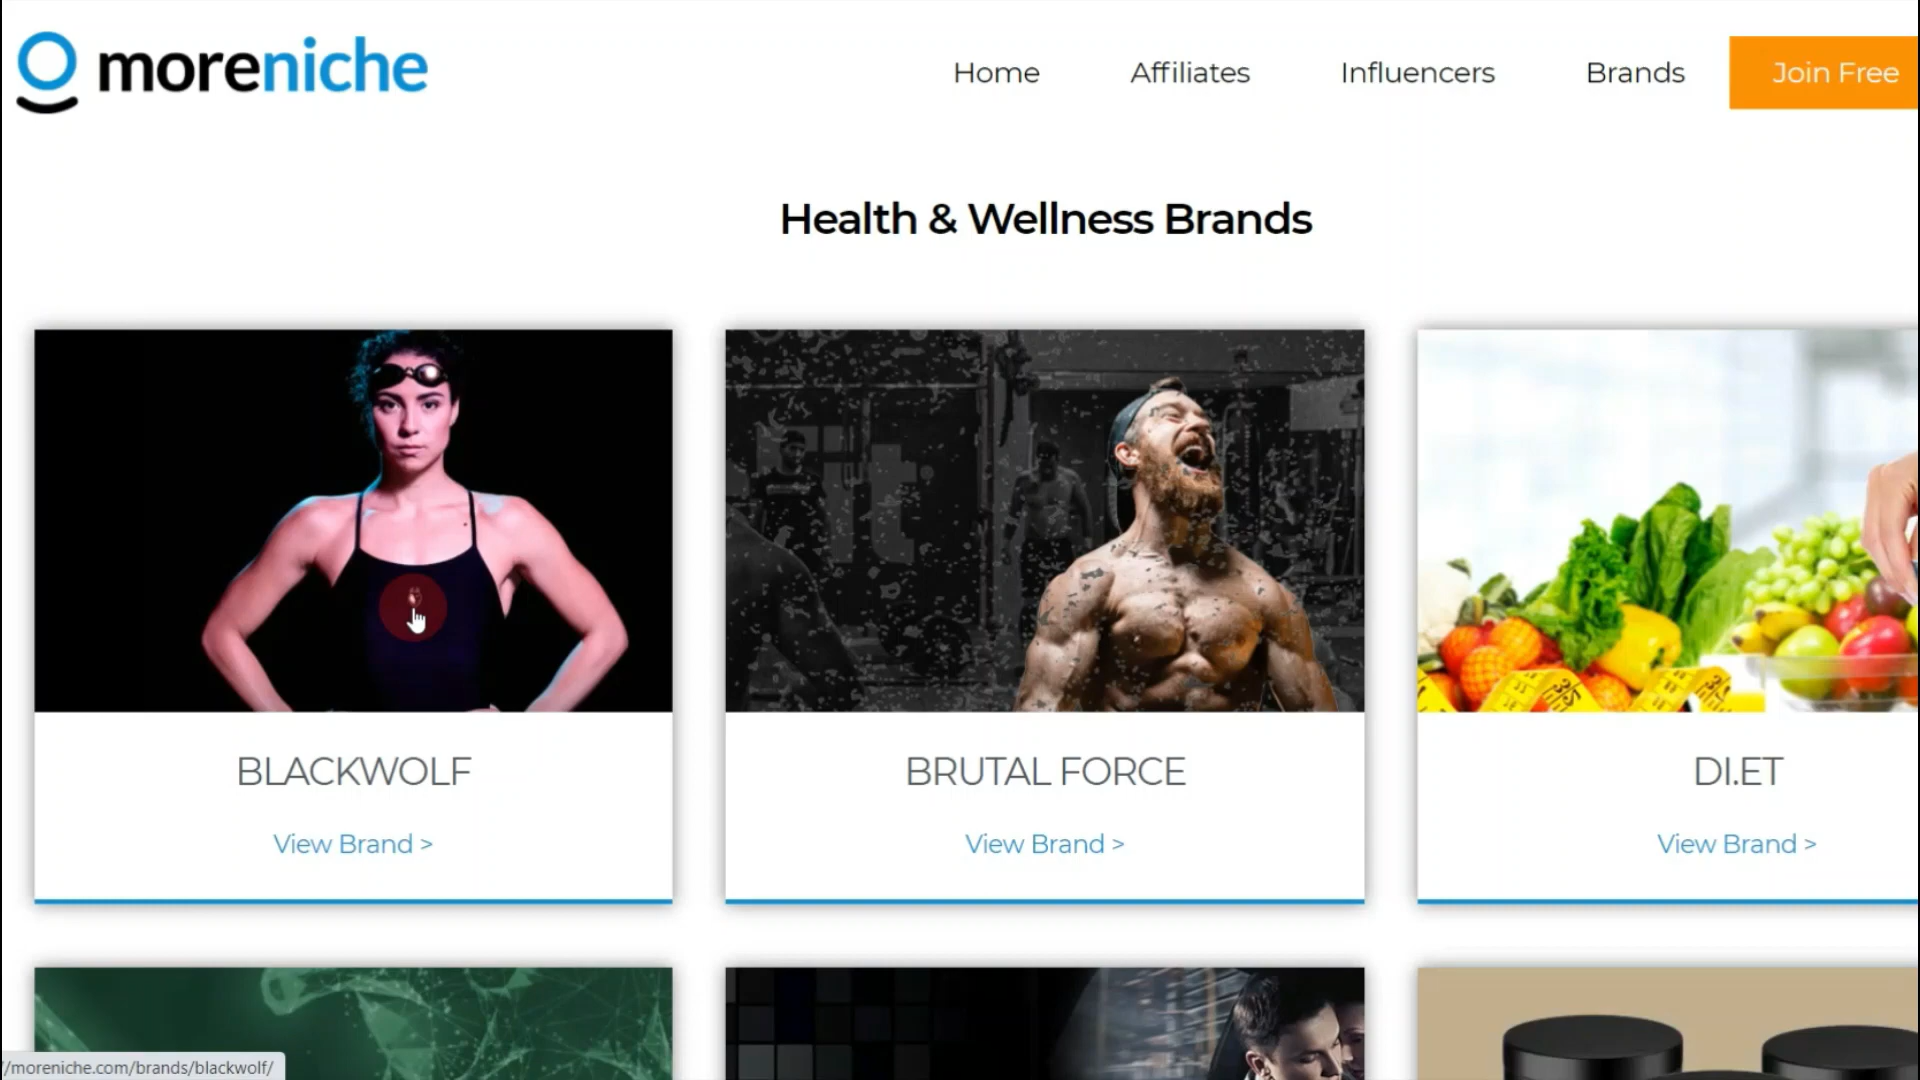 moreniche
Home
Affiliates
Influencers
Brands
Join Free
Health & Wellness Brands
BLACKWOLF
View Brand >
BRUTAL FORCE
View Brand >
DI.ET
View Brand >
/moreniche.com/brands/blackwolf/